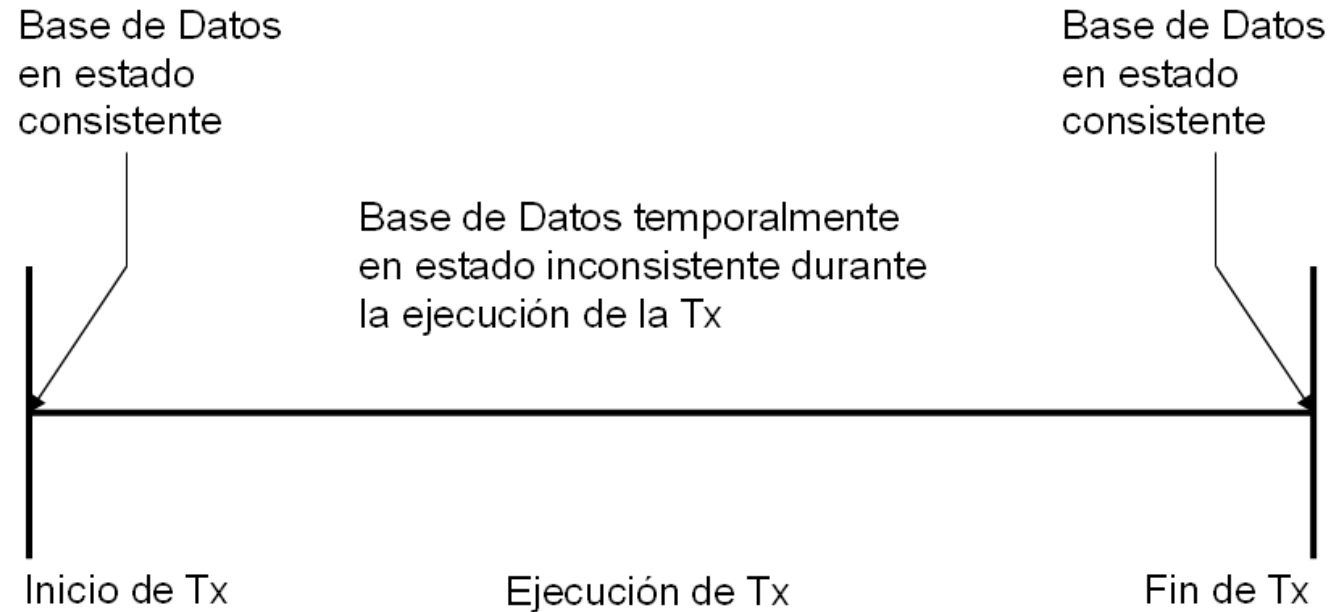 Base de Datos
en estado
consistente
Base de Datos
en estado
consistente
Base de Datos temporalmente
en estado inconsistente durante
la ejecución de la Tx
Inicio de Tx
Ejecución de Tx
Fin de Tx